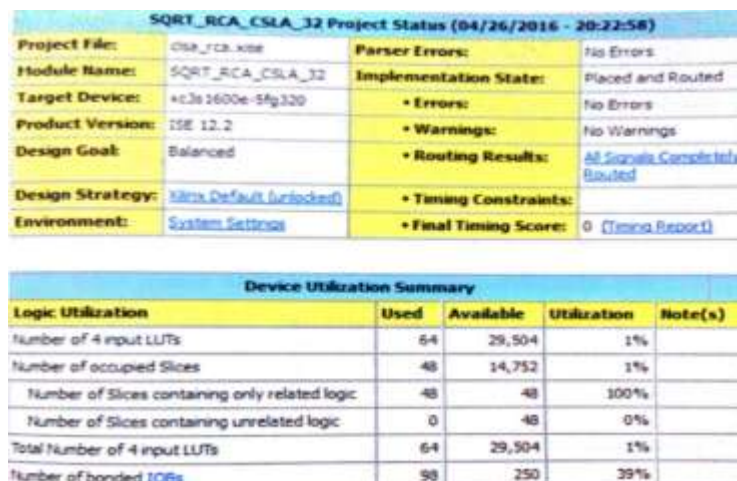 SQRT_RCA_CSLA_32 Project Status (04/26/2016 - 20:22:58)
Project File: clsa_rca.xise Parser Errors: No Errors
Module Name: SQRT_RCA_CSLA_32 Implementation State: Placed and Routed
Target Device: xc3s1600e-5fg320 • Errors: No Errors
Product Version: ISE 12.2 • Warnings: No Warnings
Design Goal: Balanced • Routing Results: All Signals Completely Routed
Design Strategy: Xilinx Default (unlocked) • Timing Constraints:
Environment: System Settings • Final Timing Score: 0 (Timing Report)
Device Utilization Summary
Logic Utilization Used Available Utilization Note(s)
Number of 4 input LUTs 64 29,504 1%
Number of occupied Slices 48 14,752 1%
Number of Slices containing only related logic 48 48 100%
Number of Slices containing unrelated logic 0 48 0%
Total Number of 4 input LUTs 64 29,504 1%
Number of bonded IOBs 98 250 39%